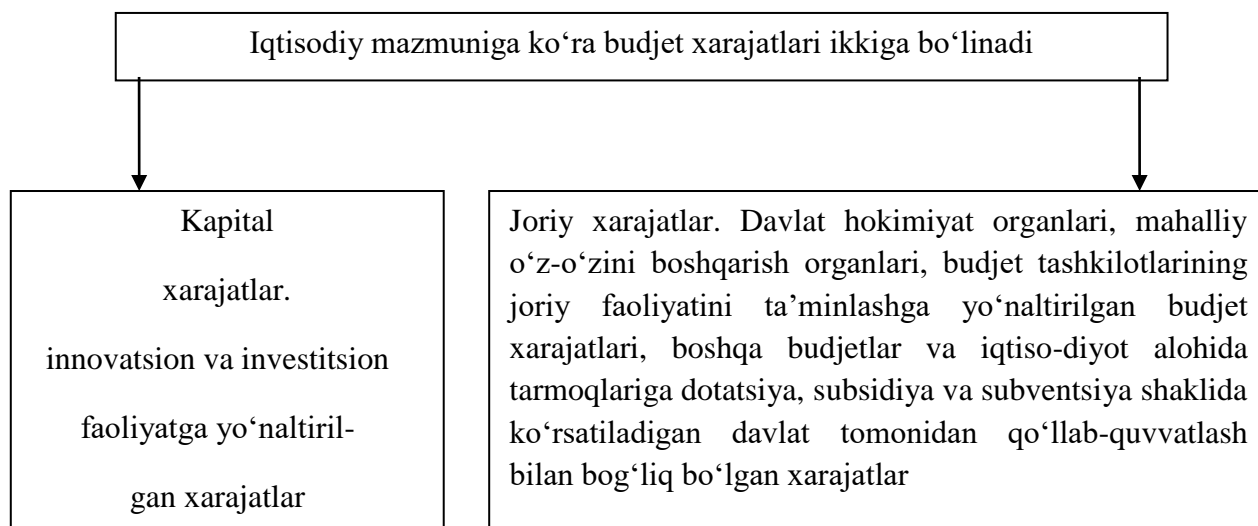 Iqtisodiy mazmuniga ko‘ra budjet xarajatlari ikkiga bo‘linadi
Kapital
xarajatlar.
innovatsion va investitsion
faoliyatga yo‘naltiril-
gan xarajatlar
Joriy xarajatlar. Davlat hokimiyat organlari, mahalliy
o‘z-o‘zini boshqarish organlari, budjet tashkilotlarining
joriy faoliyatini ta’minlashga yo‘naltirilgan budjet
xarajatlari, boshqa budjetlar va iqtiso-diyot alohida
tarmoqlariga dotatsiya, subsidiya va subventsiya shaklida
ko‘rsatiladigan davlat tomonidan qo‘llab-quvvatlash
bilan bog‘liq bo‘lgan xarajatlar